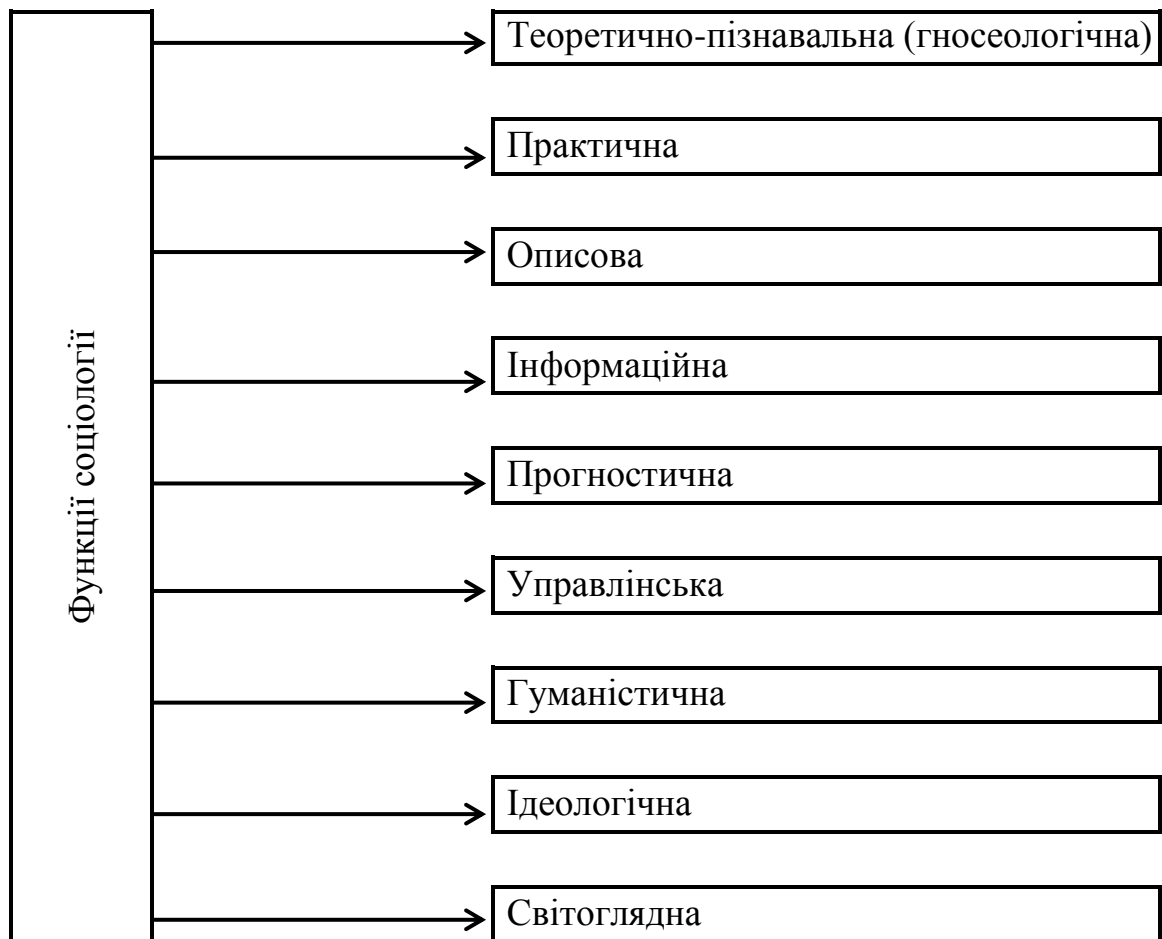 Функції соціології
Теоретично-пізнавальна (гносеологічна)
Практична
Описова
Інформаційна
Прогностична
Управлінська
Гуманістична
Ідеологічна
Світоглядна